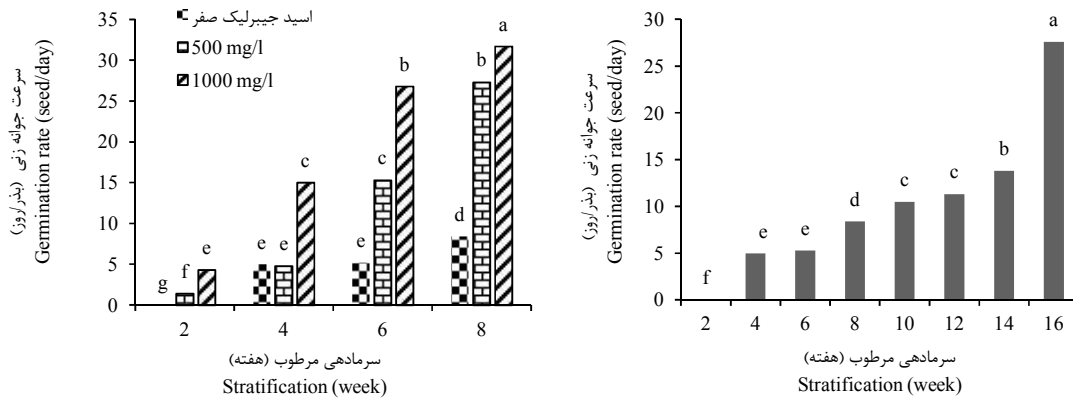 اسید جیبرلیک صفر
500 mg/l
1000 mg/l
سرعت جوانه زنی (بذر/روز)
Germination rate (seed/day)
35
30
25
20
15
10
5
0
g f e
e e c
e c b
d b a
2 4 6 8
سرمادهی مرطوب (هفته)
Stratification (week)
سرعت جوانه زنی (بذر/روز)
Germination rate (seed/day)
30
25
20
15
10
5
0
f e e d c c b a
2 4 6 8 10 12 14 16
سرمادهی مرطوب (هفته)
Stratification (week)